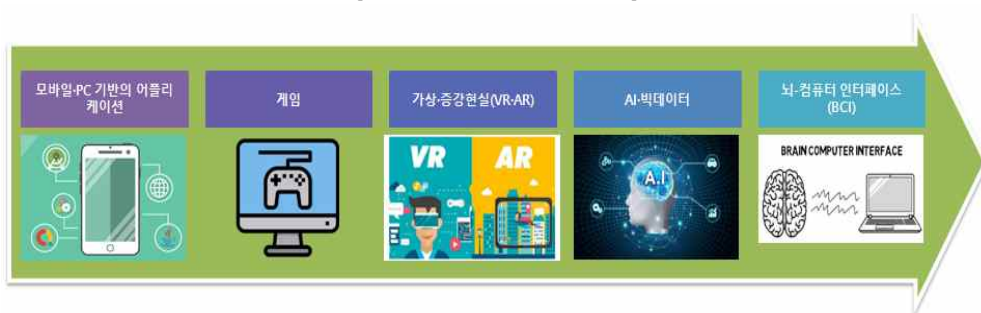 모바일·PC 기반의 어플리
케이션
게임
가상·증강현실(VR·AR)
AI·빅데이터
뇌-컴퓨터 인터페이스
(BCI)
VR
AR
A.I
BRAIN COMPUTER INTERFACE